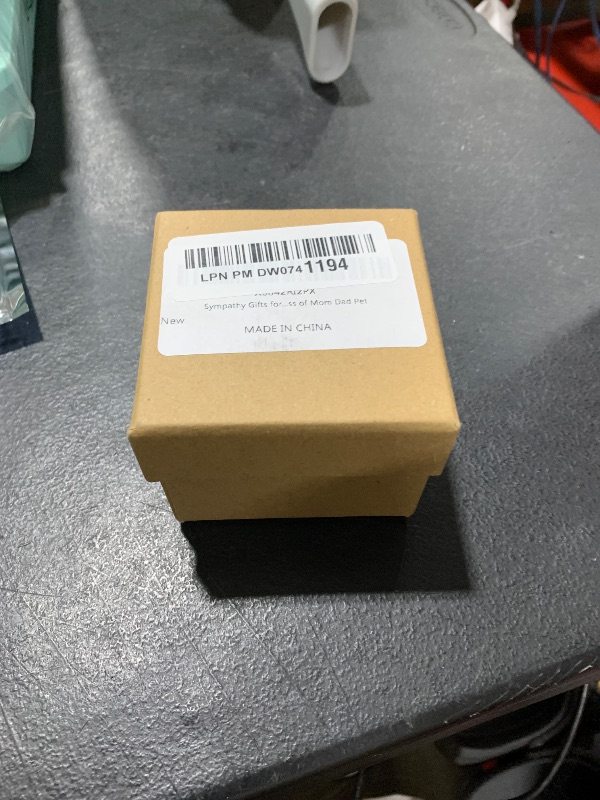 LPN PM DW0741194
Sympathy Gifts for...ss of Mom Dad Pet
New
MADE IN CHINA